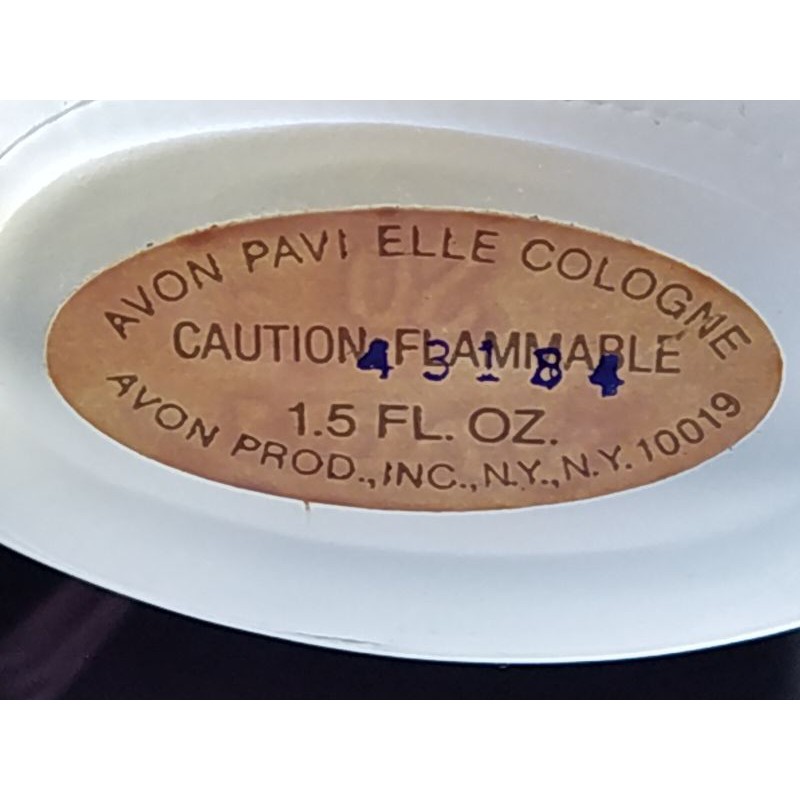 AVON PAVI ELLE COLOGNE
CAUTION-FLAMMABLE
4 3 1 8 4
1.5 FL. OZ.
AVON PROD., INC., N.Y., N.Y. 10019